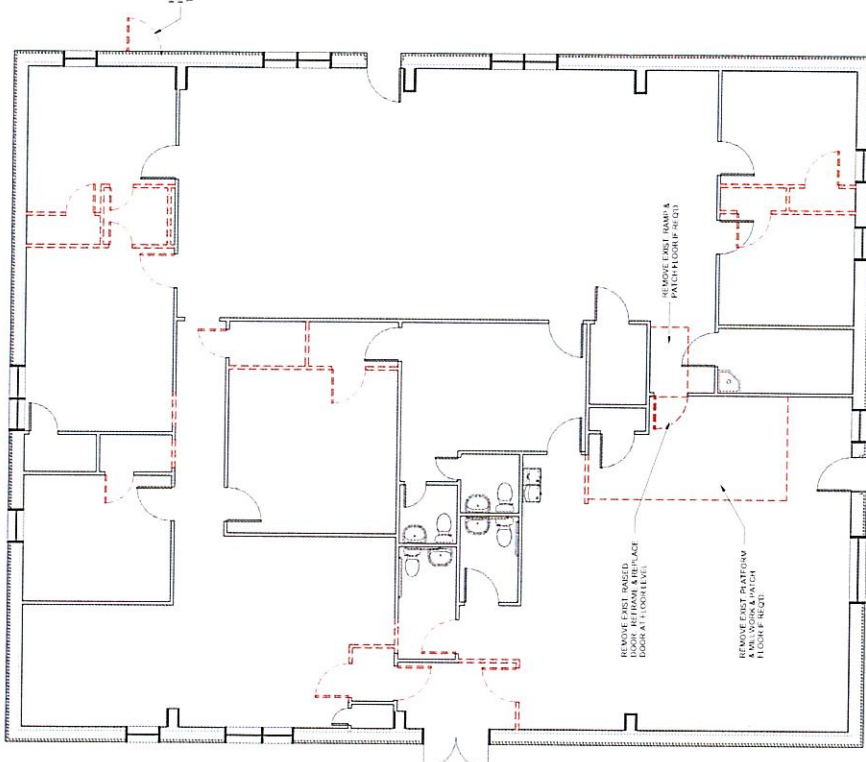 REMOVE EXIST. RAMP &
PATCH FLOOR IF REQ'D
REMOVE EXIST. RAISED
DOOR. REFRAME & REPLACE
DOOR AT FLOOR LEVEL
REMOVE EXIST. PLATFORM
& MILLWORK & PATCH
FLOOR IF REQ'D